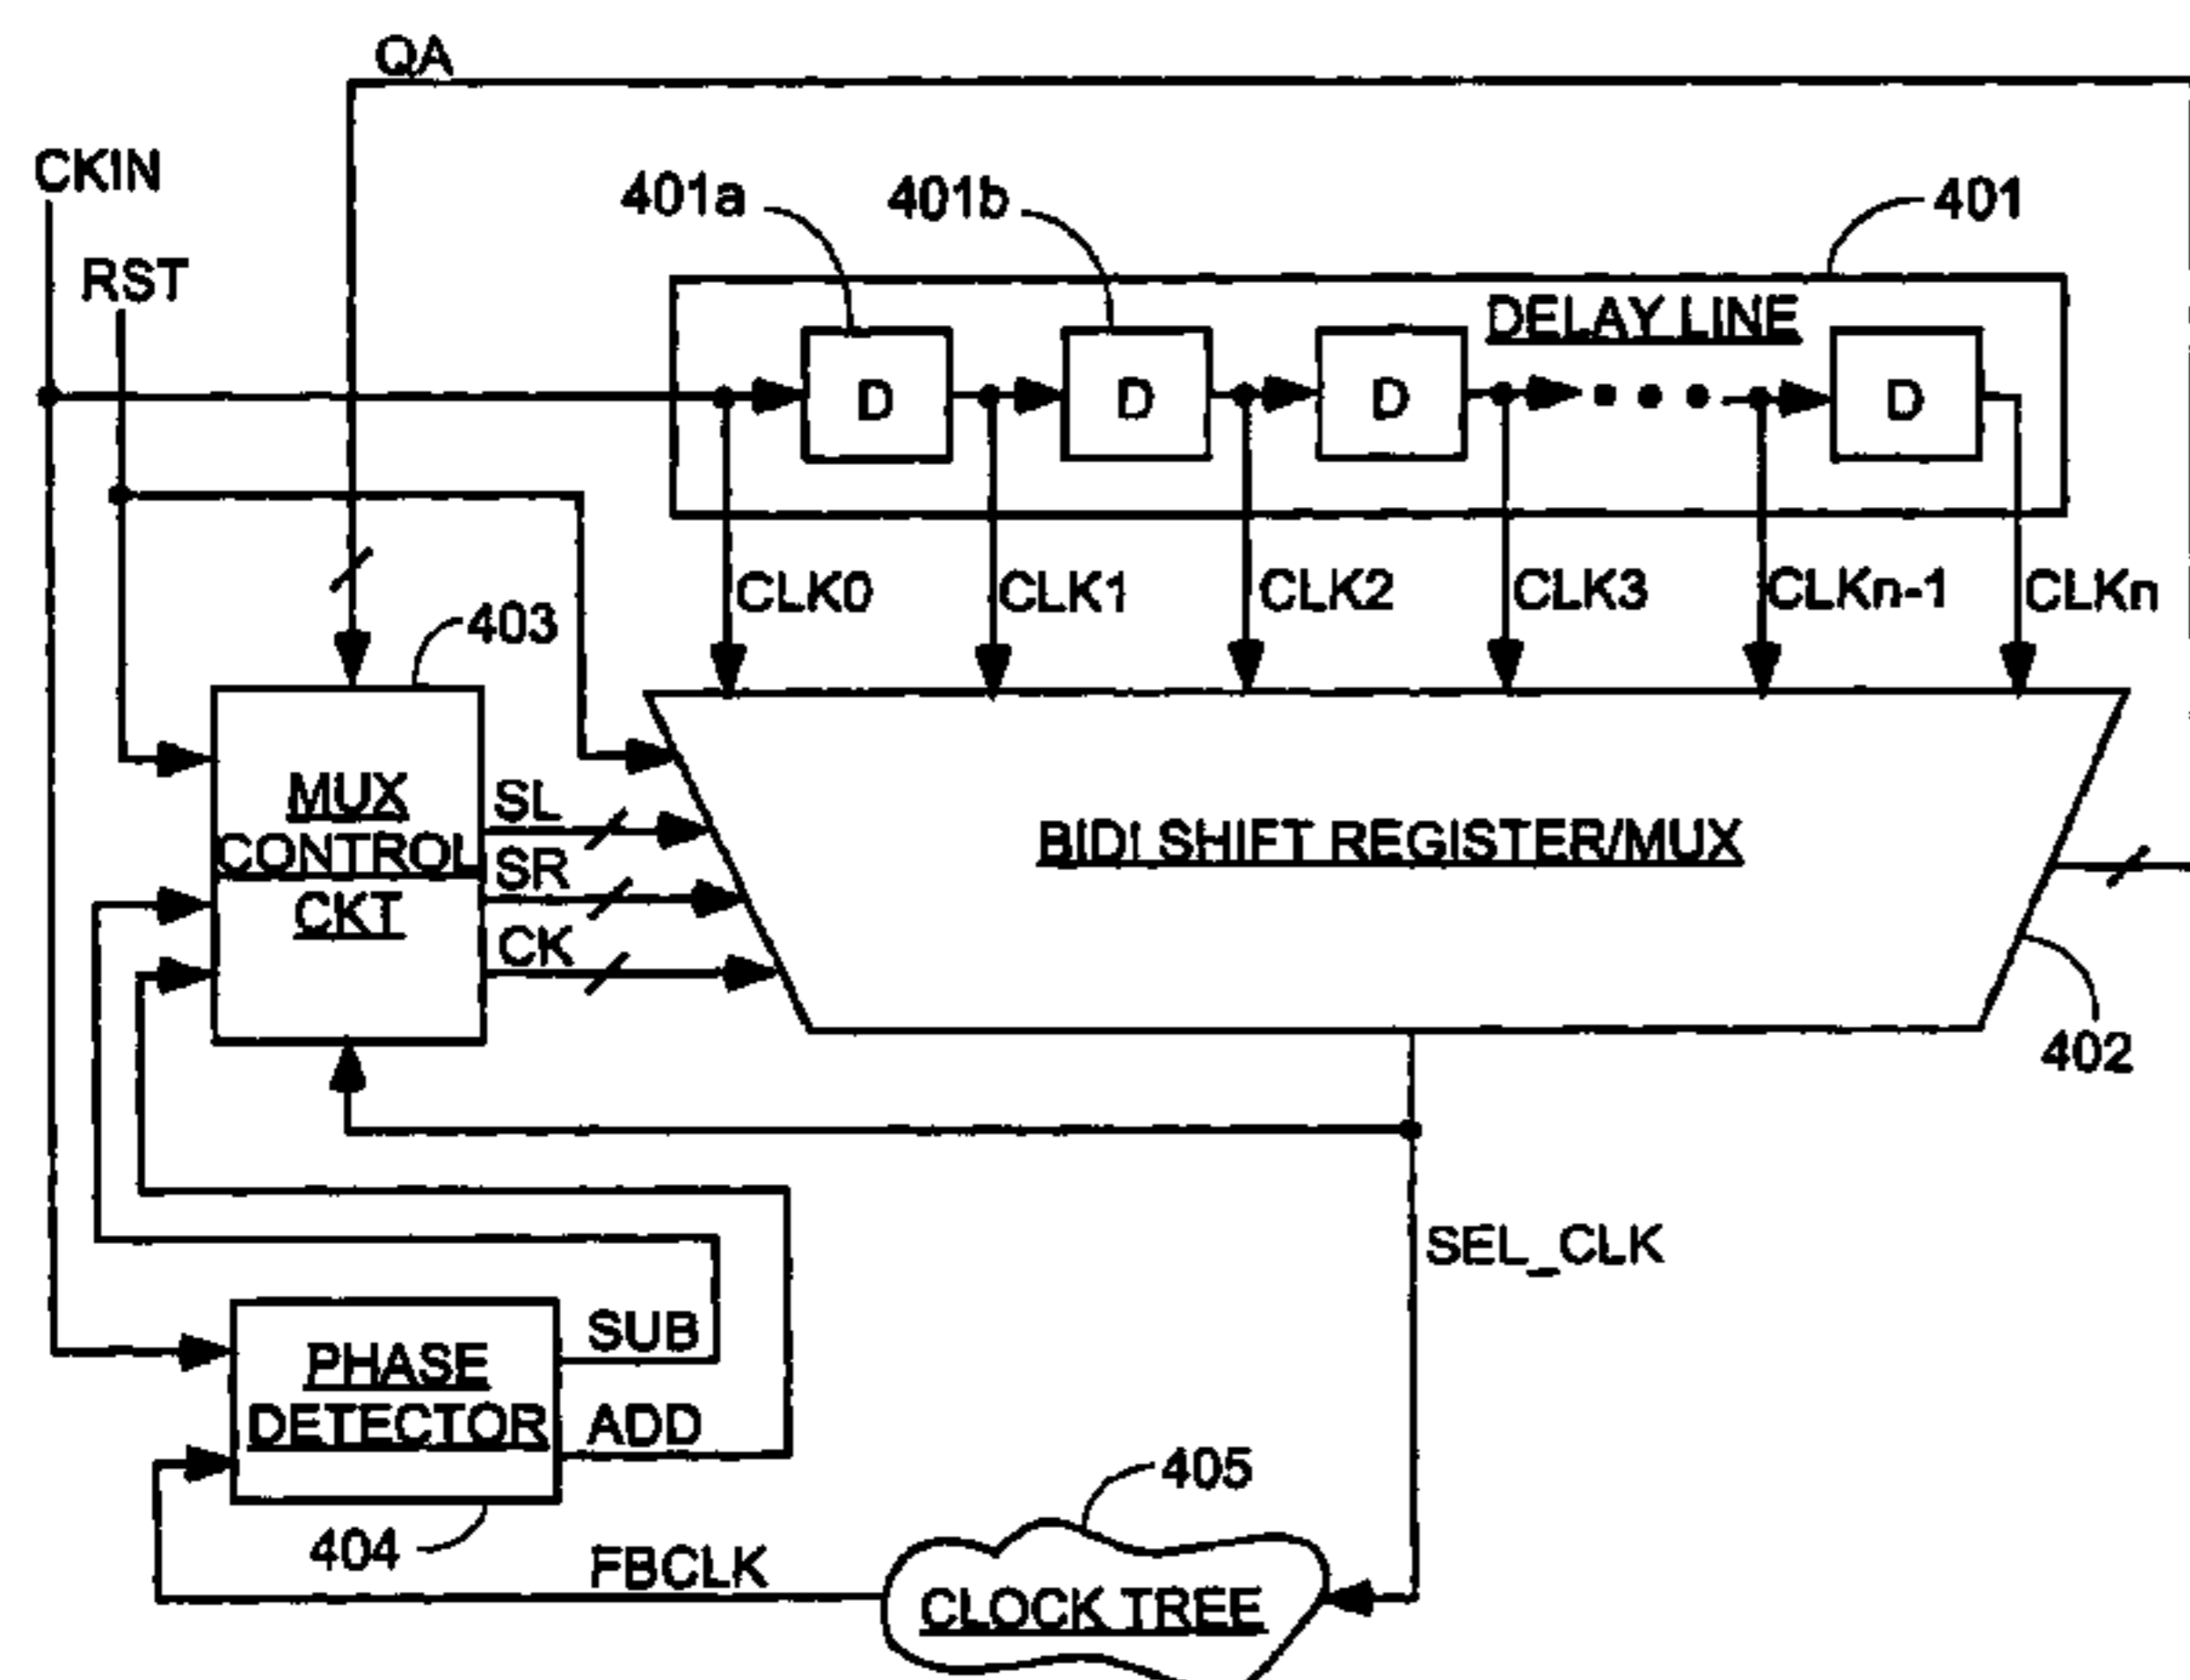 QA
CKIN
401a
401b
401
RST
DELAY LINE
D
D
D
D
CLK0
CLK1
CLK2
CLK3
CLKn-1
CLKn
403
MUX
CONTROL
CKT
SL
SR
CK
BIDI SHIFT REGISTER/MUX
402
SEL_CLK
SUB
PHASE
DETECTOR
ADD
405
404
FBCLK
CLOCK TREE